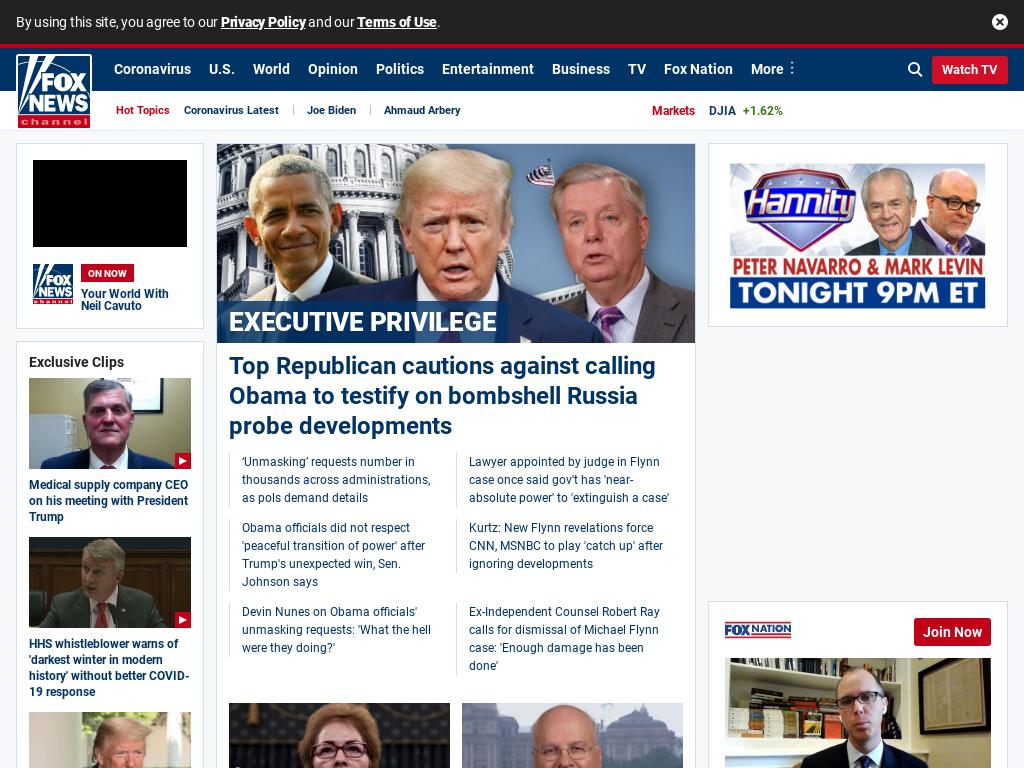 By using this site, you agree to our Privacy Policy and our Terms of Use.
FOX
NEWS
channel
Coronavirus U.S. World Opinion Politics Entertainment Business TV Fox Nation More Watch TV
Hot Topics Coronavirus Latest Joe Biden Ahmaud Arbery Markets DJIA +1.62%
FOX
NEWS
channel
ON NOW
Your World With
Neil Cavuto
Exclusive Clips
Medical supply company CEO
on his meeting with President
Trump
HHS whistleblower warns of
'darkest winter in modern
history' without better COVID-
19 response
EXECUTIVE PRIVILEGE
Top Republican cautions against calling
Obama to testify on bombshell Russia
probe developments
‘Unmasking’ requests number in
thousands across administrations,
as pols demand details
Lawyer appointed by judge in Flynn
case once said gov't has 'near-
absolute power' to 'extinguish a case'
Obama officials did not respect
'peaceful transition of power' after
Trump's unexpected win, Sen.
Johnson says
Kurtz: New Flynn revelations force
CNN, MSNBC to play 'catch up' after
ignoring developments
Devin Nunes on Obama officials'
unmasking requests: 'What the hell
were they doing?'
Ex-Independent Counsel Robert Ray
calls for dismissal of Michael Flynn
case: 'Enough damage has been
done'
Hannity
PETER NAVARRO & MARK LEVIN
TONIGHT 9PM ET
FOX NATION
Join Now